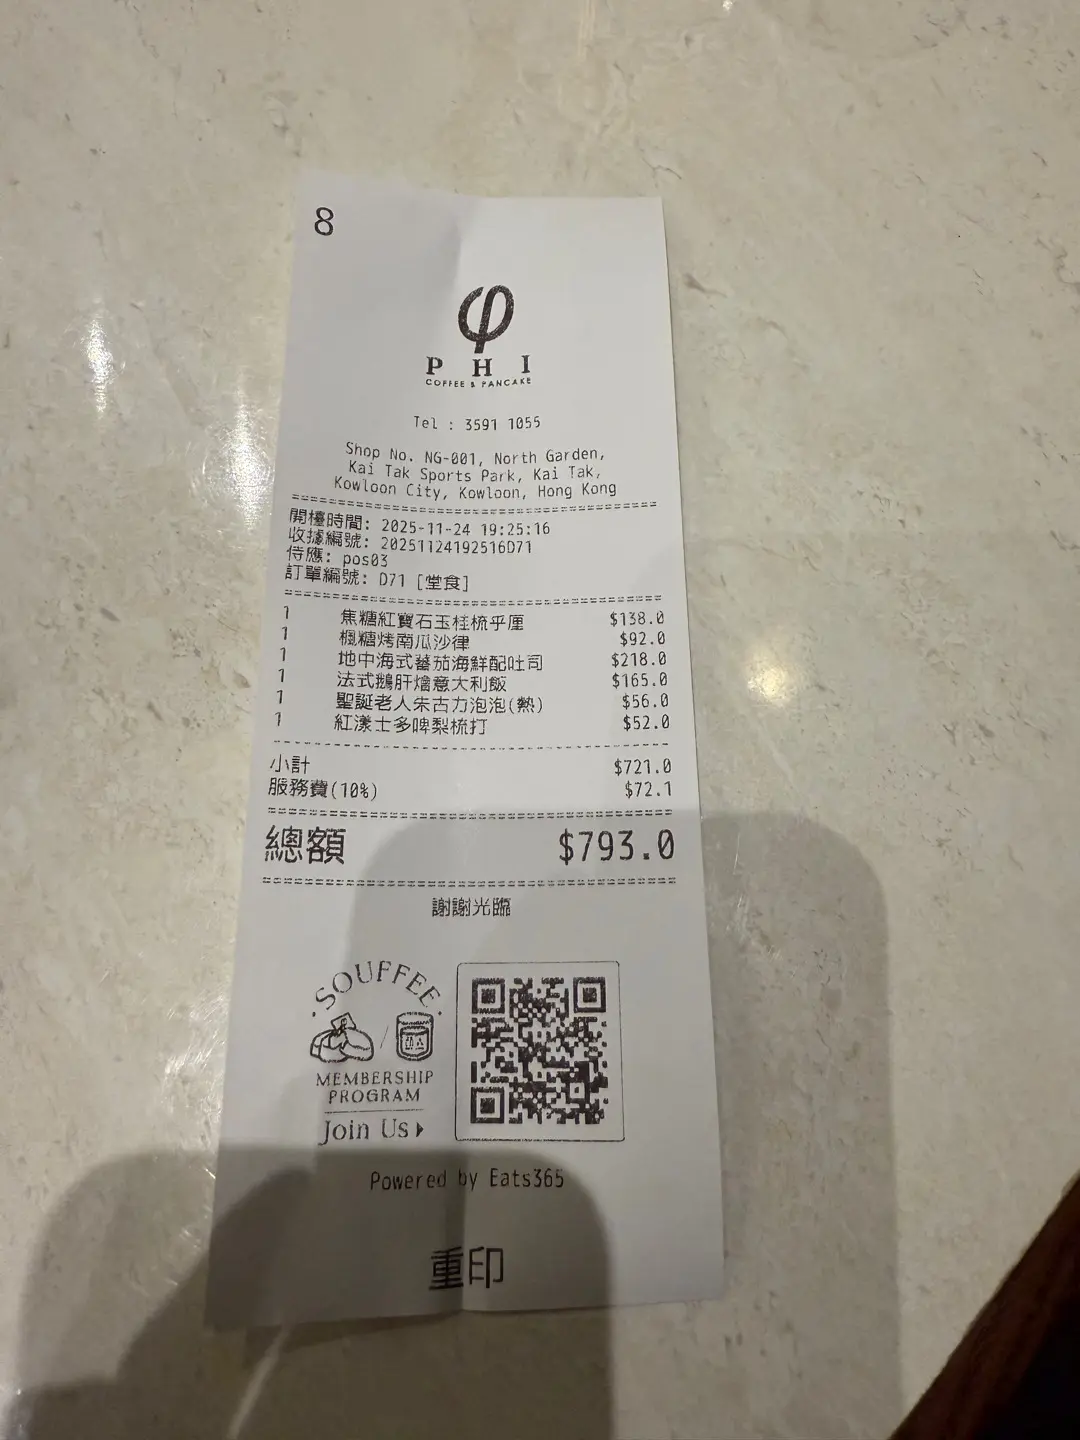 8
φ
PHI
COFFEE & PANCAKE
Tel : 3591 1055
Shop No. NG-001, North Garden,
Kai Tak Sports Park, Kai Tak,
Kowloon City, Kowloon, Hong Kong
開檯時間: 2025-11-24 19:25:16
收據編號: 20251124192516D71
侍應: pos03
訂單編號: D71 [堂食]
1 焦糖紅寶石玉桂梳乎厘 $138.0
1 楓糖烤南瓜沙律 $92.0
1 地中海式蕃茄海鮮配吐司 $218.0
1 法式鵝肝燴意大利飯 $165.0
1 聖誕老人朱古力泡泡(熱) $56.0
1 紅漾士多啤梨梳打 $52.0
小計 $721.0
服務費(10%) $72.1
總額 $793.0
謝謝光臨
SOUFFEE
MEMBERSHIP
PROGRAM
Join Us
Powered by Eats365
重印